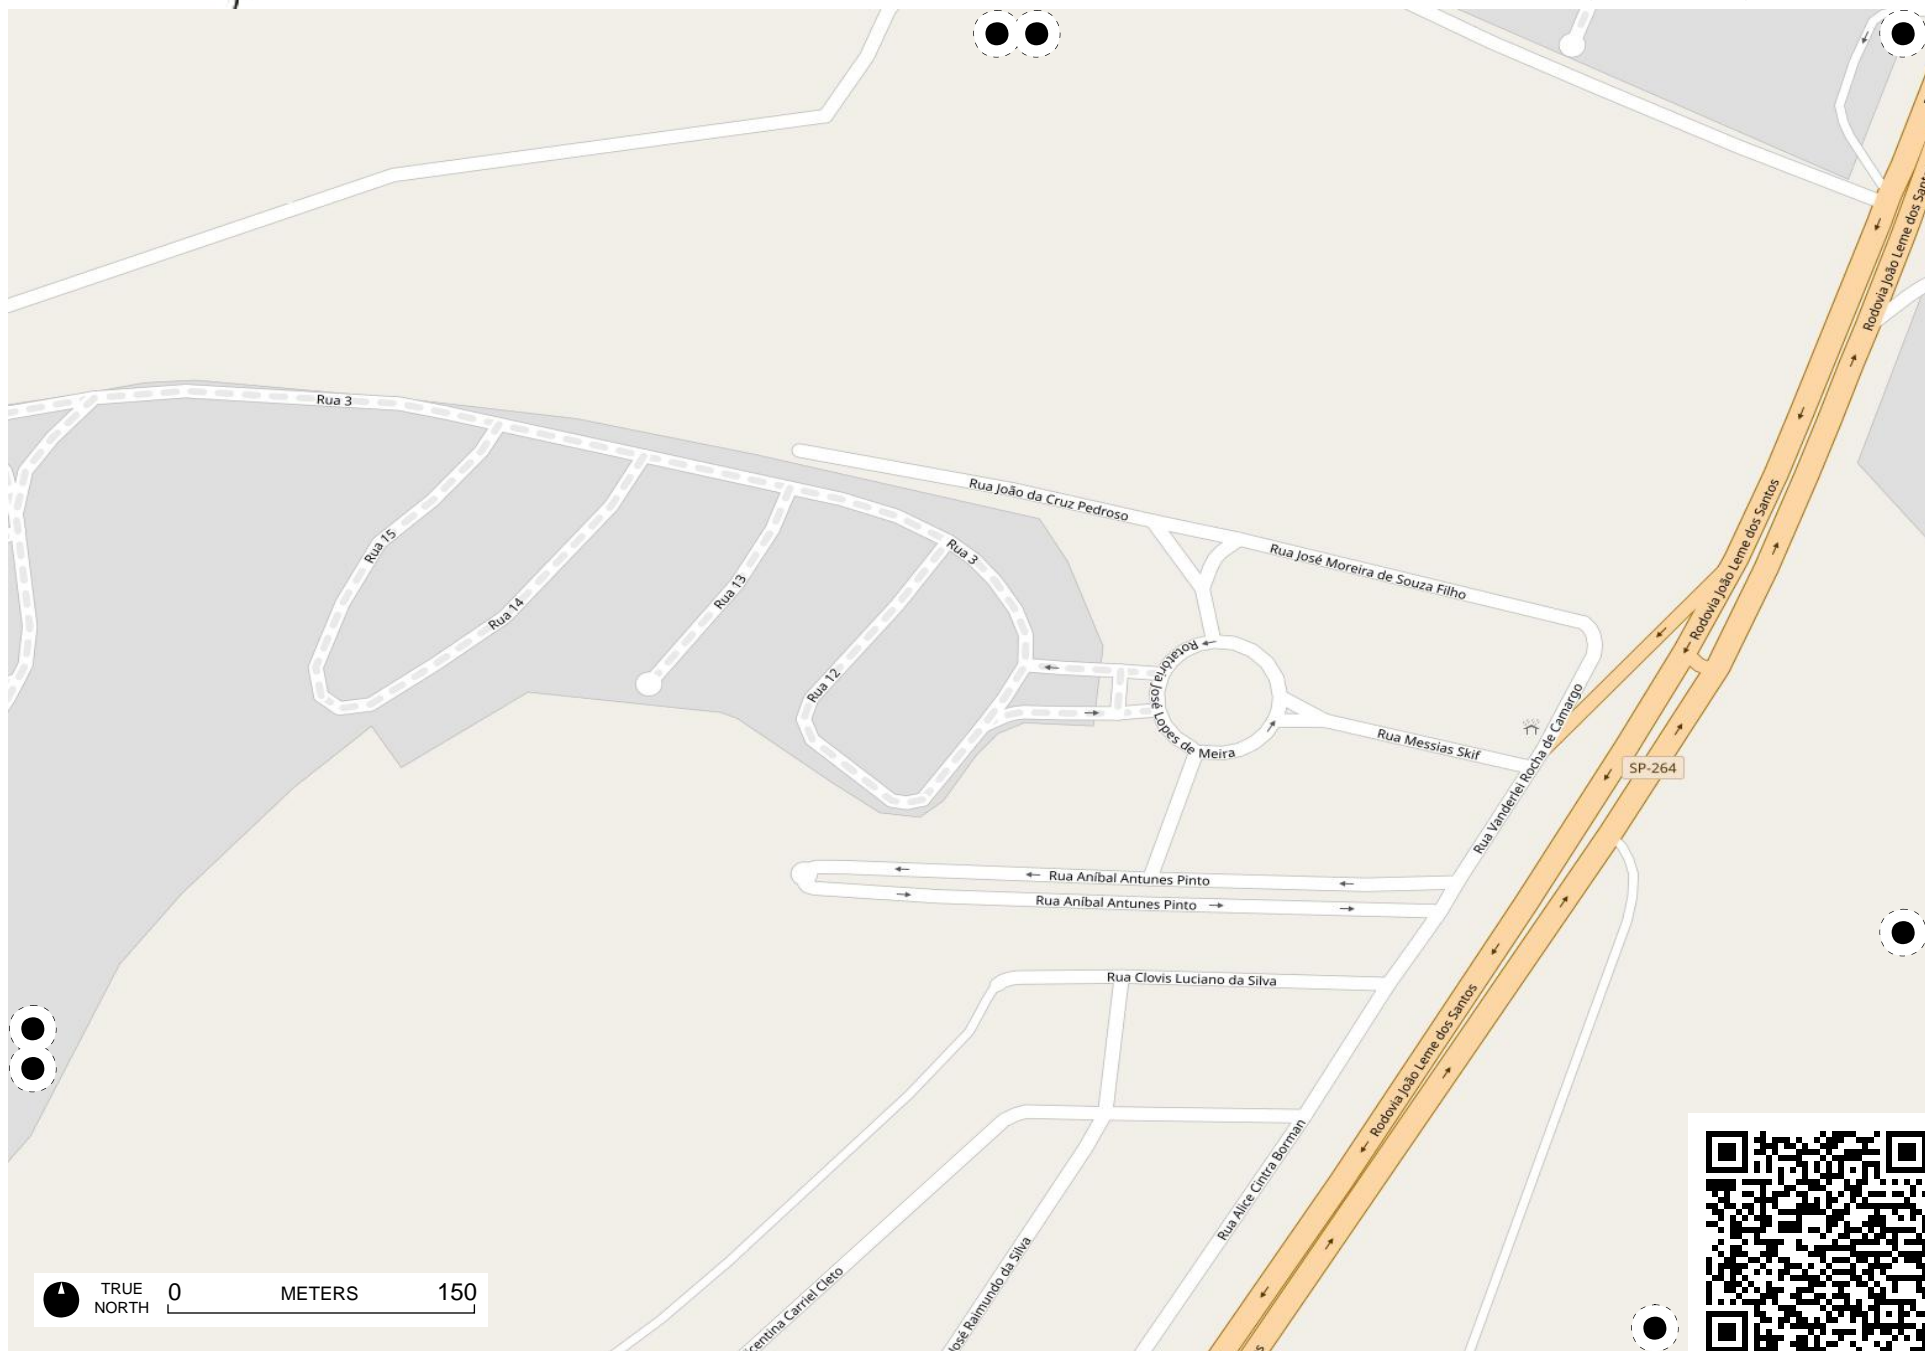 Rodovia João Leme dos
Rua 3
Rua João da Cruz Pedroso
Rodovia João Leme dos Santos
Rua 15
Rua 3
Rua José Moreira de Souza Filho
Rua 13
Rua 14
Rotatória José Lopes de Meira
Rua 12
Rua Messias Skif
Rua Vanderlei Rocha de Camargo
SP-264
Rua Aníbal Antunes Pinto
Rua Aníbal Antunes Pinto
Rua Clovis Luciano da Silva
Rodovia João Leme dos Santos
Rua Alice Cintra Borman
Carriel Cleto
José Raimundo da Silva
TRUE
NORTH
0 METERS 150